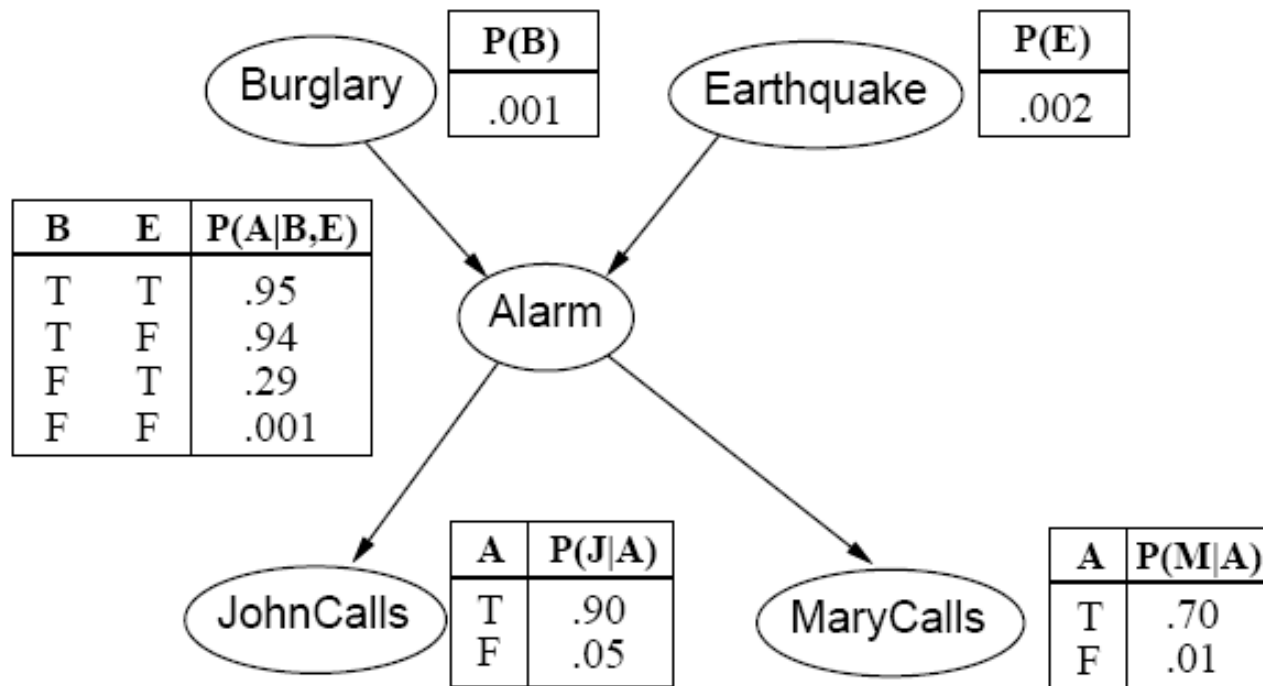 Burglary
P(B)
.001
Earthquake
P(E)
.002
B E P(A|B,E)
T T .95
T F .94
F T .29
F F .001
Alarm
JohnCalls
A P(J|A)
T .90
F .05
MaryCalls
A P(M|A)
T .70
F .01